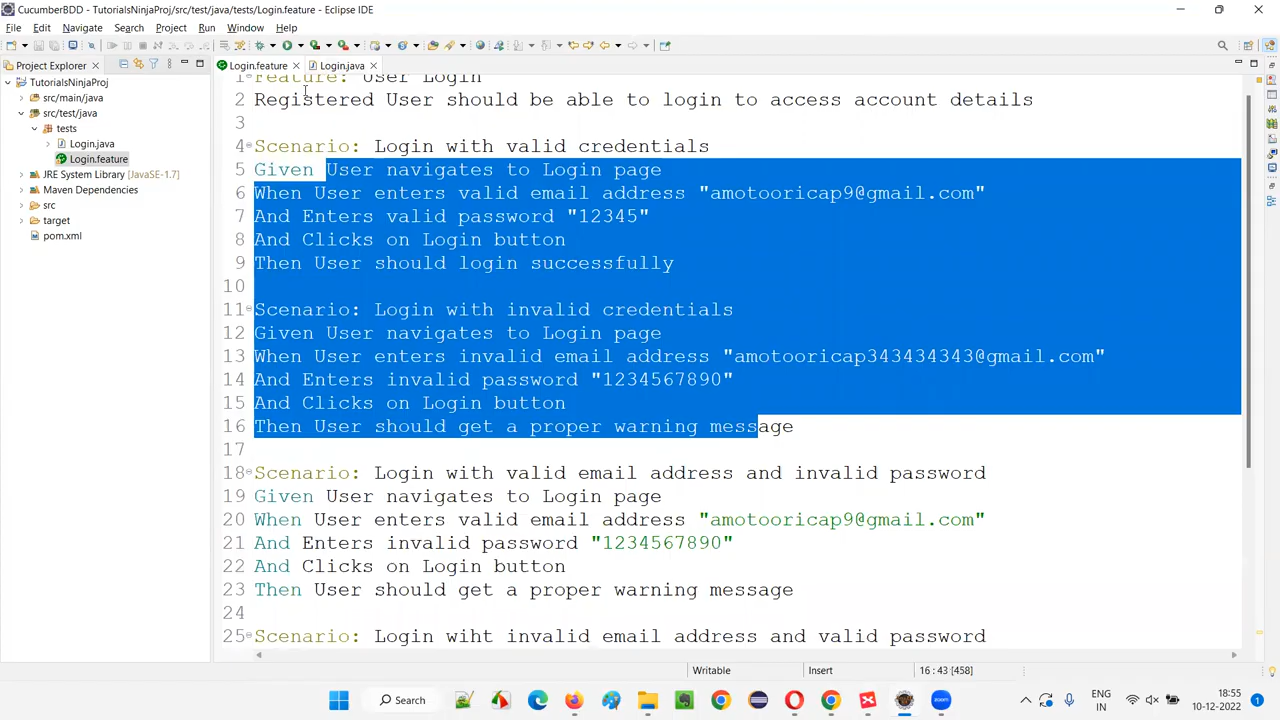 CucumberBDD - TutorialsNinjaProj/src/test/java/tests/Login.feature - Eclipse IDE
File Edit Navigate Search Project Run Window Help
Project Explorer
TutorialsNinjaProj
src/main/java
src/test/java
tests
Login.java
Login.feature
JRE System Library [JavaSE-1.7]
Maven Dependencies
src
target
pom.xml
Login.feature Login.java
1 Feature: User Login
2 Registered User should be able to login to access account details
3
4 Scenario: Login with valid credentials
5 Given User navigates to Login page
6 When User enters valid email address "amotooricap9@gmail.com"
7 And Enters valid password "12345"
8 And Clicks on Login button
9 Then User should login successfully
10
11 Scenario: Login with invalid credentials
12 Given User navigates to Login page
13 When User enters invalid email address "amotooricap343434343@gmail.com"
14 And Enters invalid password "1234567890"
15 And Clicks on Login button
16 Then User should get a proper warning message
17
18 Scenario: Login with valid email address and invalid password
19 Given User navigates to Login page
20 When User enters valid email address "amotooricap9@gmail.com"
21 And Enters invalid password "1234567890"
22 And Clicks on Login button
23 Then User should get a proper warning message
24
25 Scenario: Login wiht invalid email address and valid password
Writable Insert 16 : 43 [458]
Search
ENG
IN
18:55
10-12-2022
1